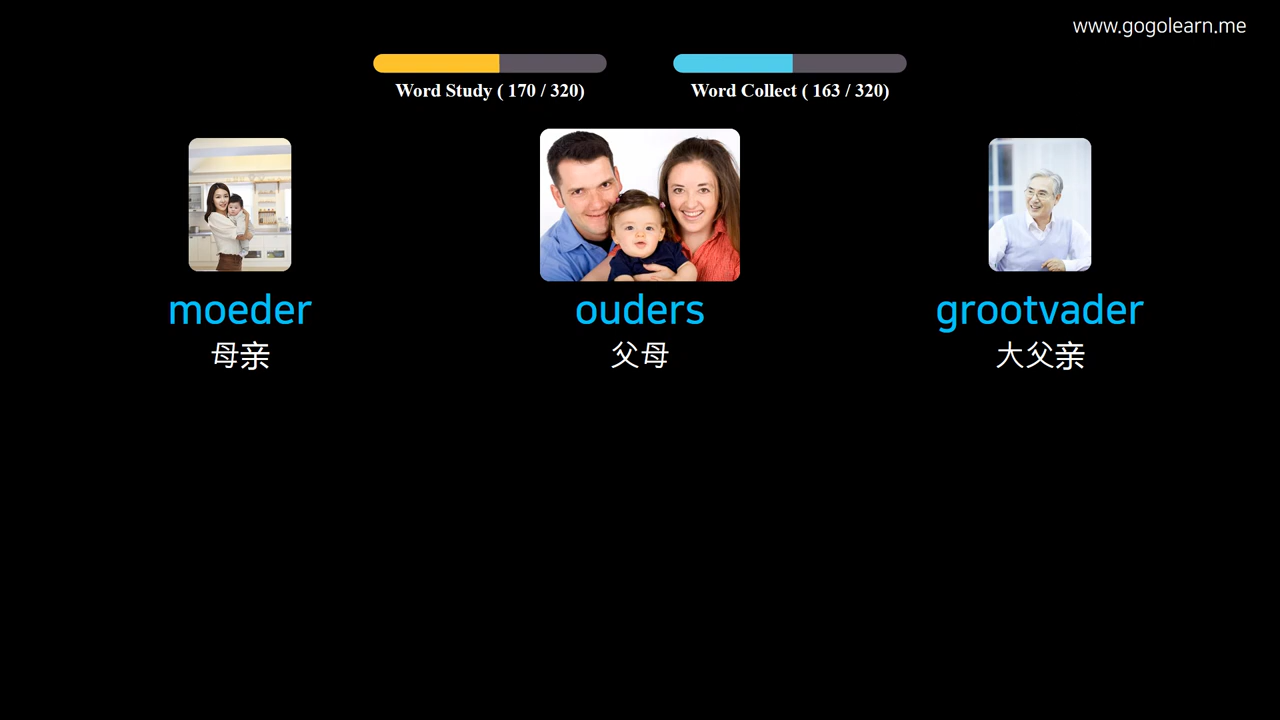 www.gogolearn.me
Word Study ( 170 / 320)
Word Collect ( 163 / 320)
moeder
母亲
ouders
父母
grootvader
大父亲